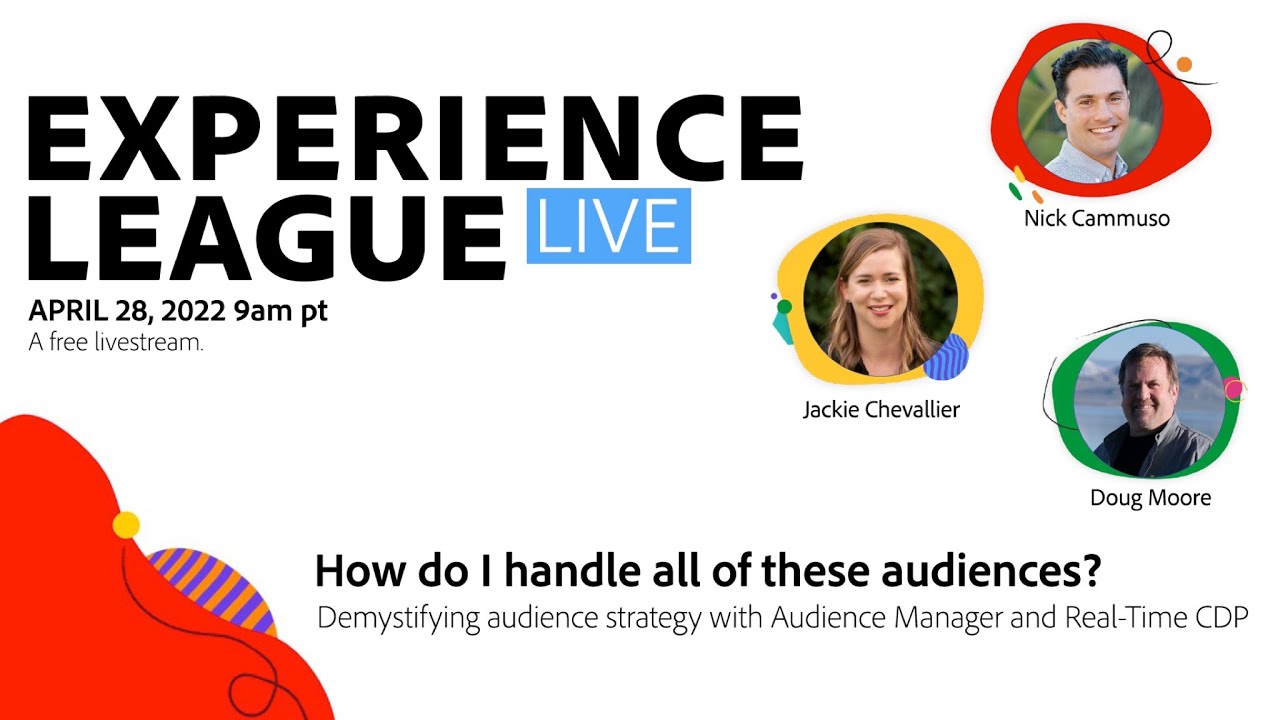 EXPERIENCE
LEAGUE LIVE
APRIL 28, 2022 9am pt
A free livestream.
Nick Cammuso
Jackie Chevallier
Doug Moore
How do I handle all of these audiences?
Demystifying audience strategy with Audience Manager and Real-Time CDP